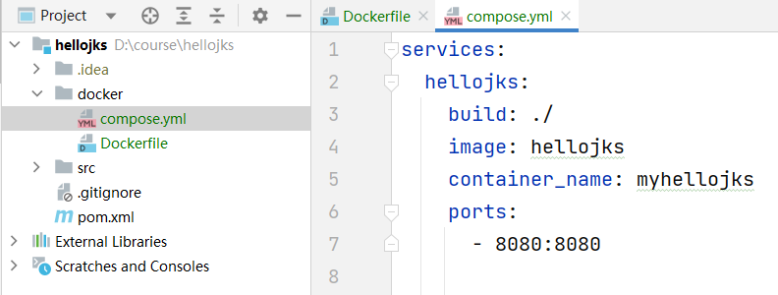 Project
hellojks D:\course\hellojks
.idea
docker
compose.yml
Dockerfile
src
.gitignore
pom.xml
External Libraries
Scratches and Consoles
Dockerfile compose.yml
1 services:
2 hellojks:
3 build: ./
4 image: hellojks
5 container_name: myhellojks
6 ports:
7 - 8080:8080
8